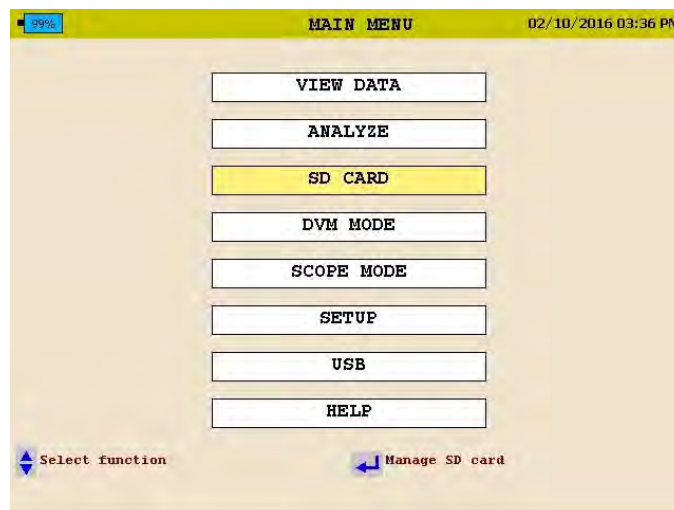 99%
MAIN MENU
02/10/2016 03:36 PM
VIEW DATA
ANALYZE
SD CARD
DVM MODE
SCOPE MODE
SETUP
USB
HELP
Select function
Manage SD card